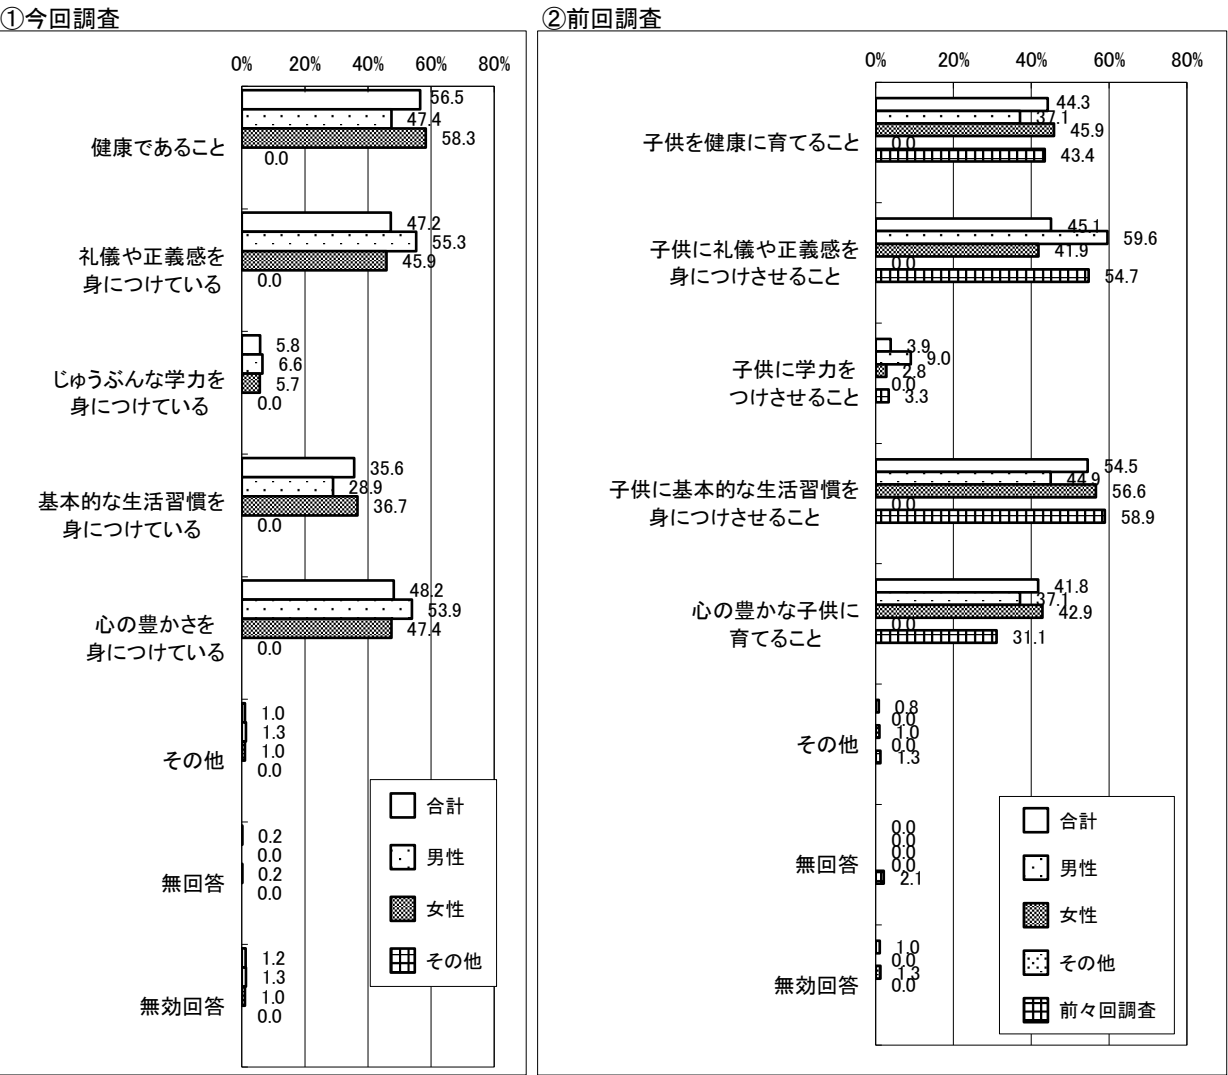 ①今回調査
0% 20% 40% 60% 80%
健康であること
56.5
47.4
58.3
0.0
礼儀や正義感を
身につけている
47.2
55.3
45.9
0.0
じゅうぶんな学力を
身につけている
5.8
6.6
5.7
0.0
基本的な生活習慣を
身につけている
35.6
28.9
36.7
0.0
心の豊かさを
身につけている
48.2
53.9
47.4
0.0
その他
1.0
1.3
1.0
0.0
無回答
0.2
0.0
0.2
0.0
無効回答
1.2
1.3
1.0
0.0
合計
男性
女性
その他
②前回調査
0% 20% 40% 60% 80%
子供を健康に育てること
44.3
37.1
45.9
0.0
43.4
子供に礼儀や正義感を
身につけさせること
45.1
59.6
41.9
0.0
54.7
子供に学力を
つけさせること
3.9
9.0
2.8
0.0
3.3
子供に基本的な生活習慣を
身につけさせること
54.5
44.9
56.6
0.0
58.9
心の豊かな子供に
育てること
41.8
37.1
42.9
0.0
31.1
その他
0.8
0.0
1.0
0.0
1.3
無回答
0.0
0.0
0.0
0.0
2.1
無効回答
1.0
0.0
1.3
0.0
合計
男性
女性
その他
前々回調査